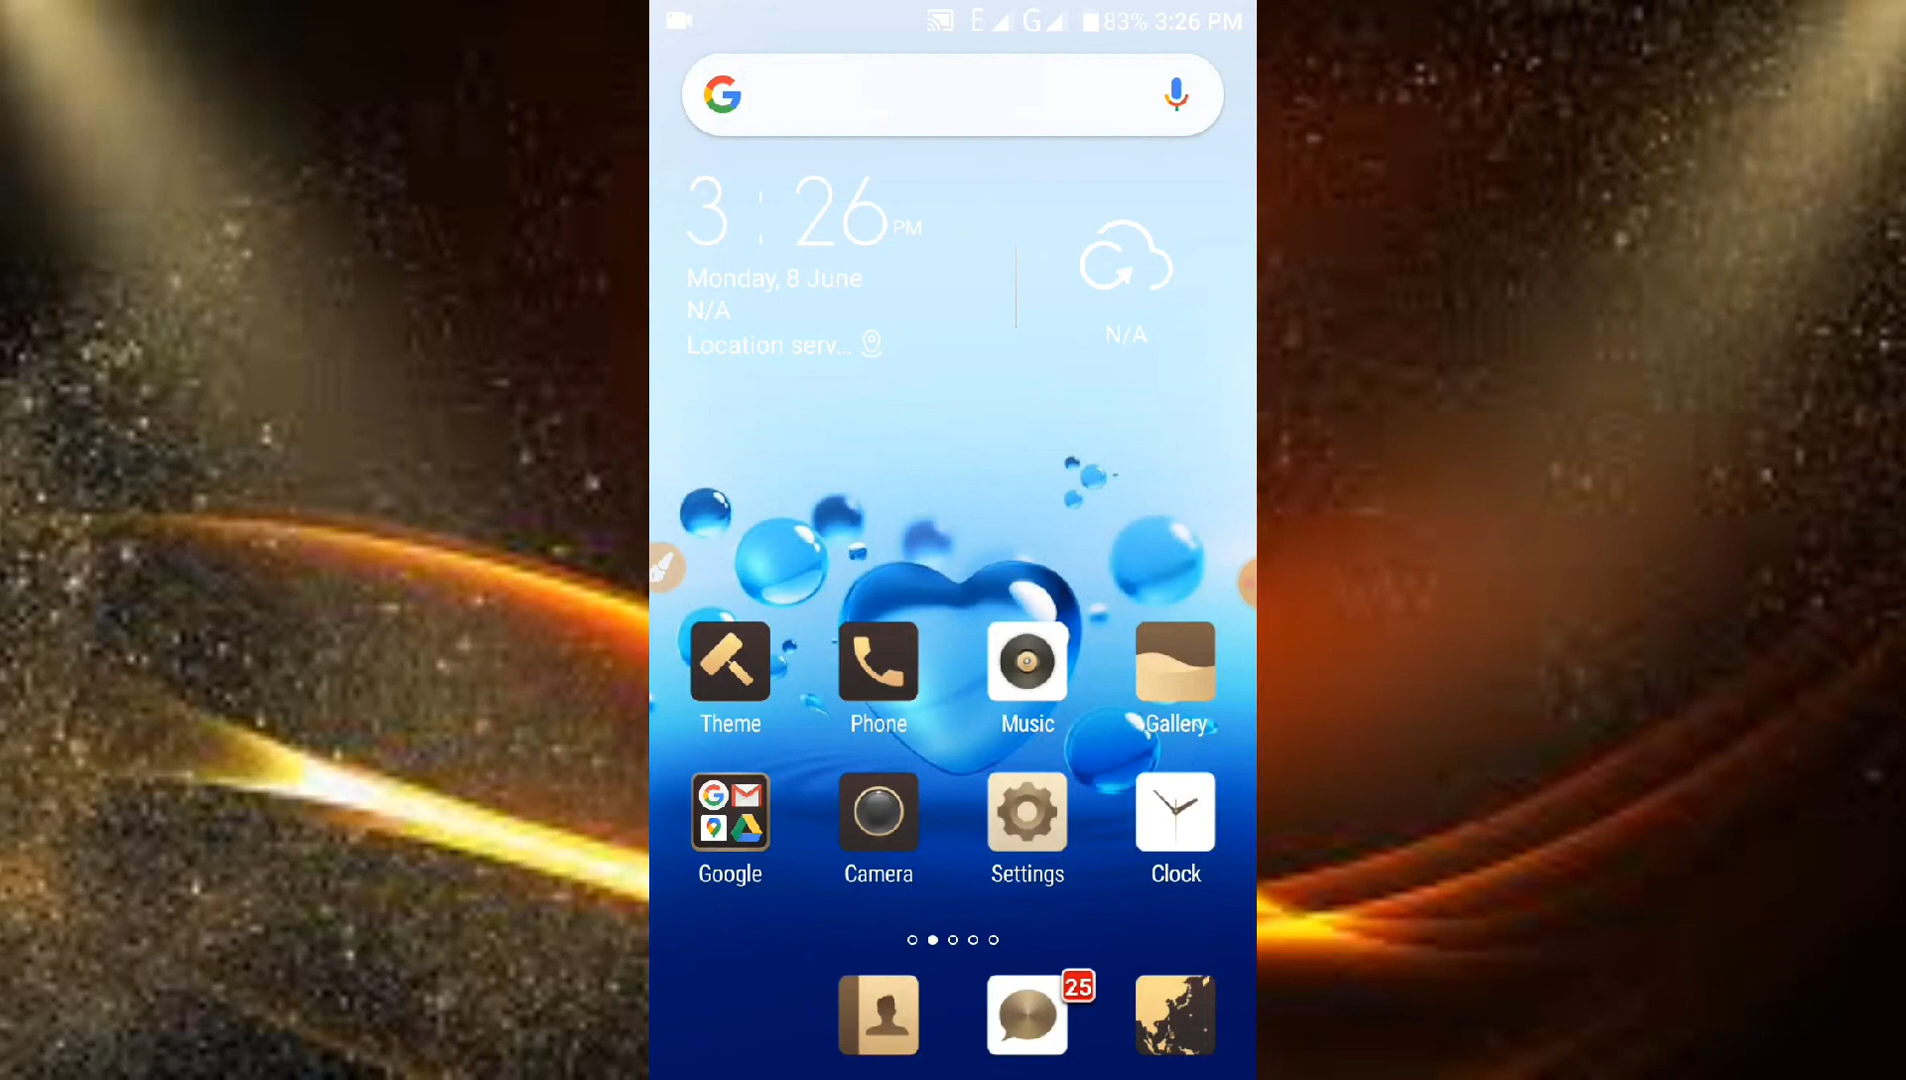 E G 83% 3:26 PM
3:26 PM
Monday, 8 June
N/A
Location serv...
N/A
Theme Phone Music Gallery
Google Camera Settings Clock
25